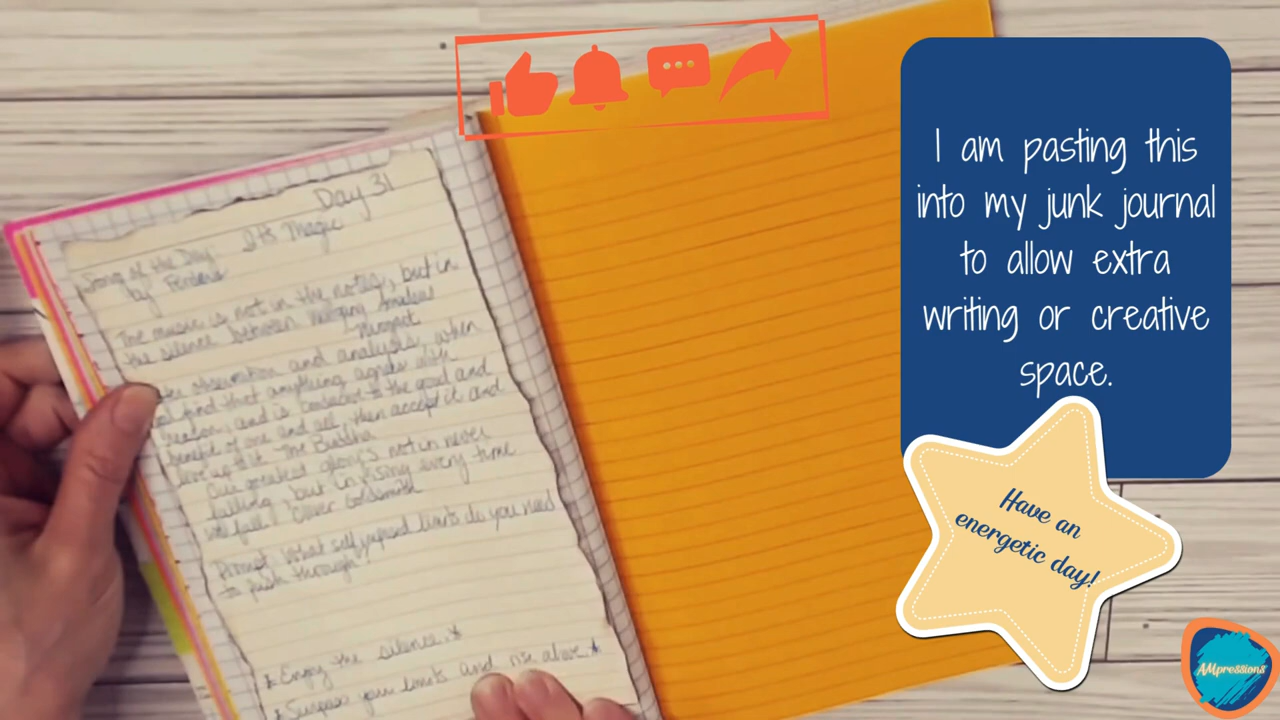 Day 31
Song of the Day It's Magic
by
The music is not in the notes, but in
the silence between
observation and analysis, when
find that anything agrees with
reason, and is conducive to the good and
benefit of one and all, then accept it and
live up to it. The Buddha
Our greatest glory is not in never
falling, but in rising every time
we fall. Oliver Goldsmith
Prompt: What self imposed limits do you need
to push through?
Enjoy the silence.
Surpass your limits and rise above
I am pasting this
into my junk journal
to allow extra
writing or creative
space.
Have an
energetic day!
AMpressions